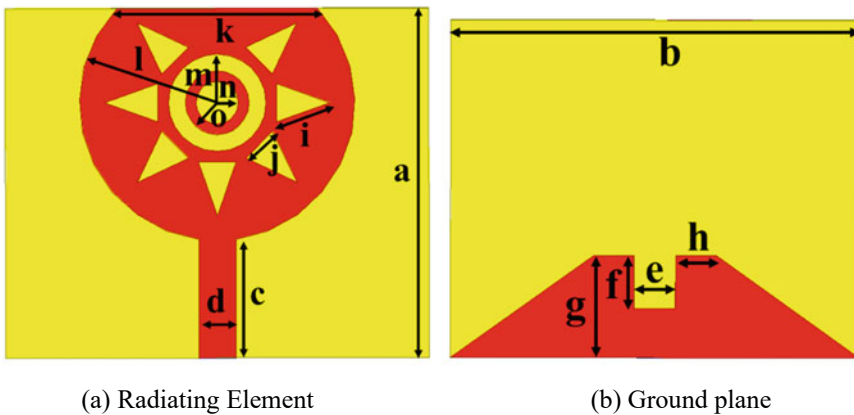 k
l
m
n
o
i
j
a
d
c
b
h
e
f
g
(a) Radiating Element
(b) Ground plane